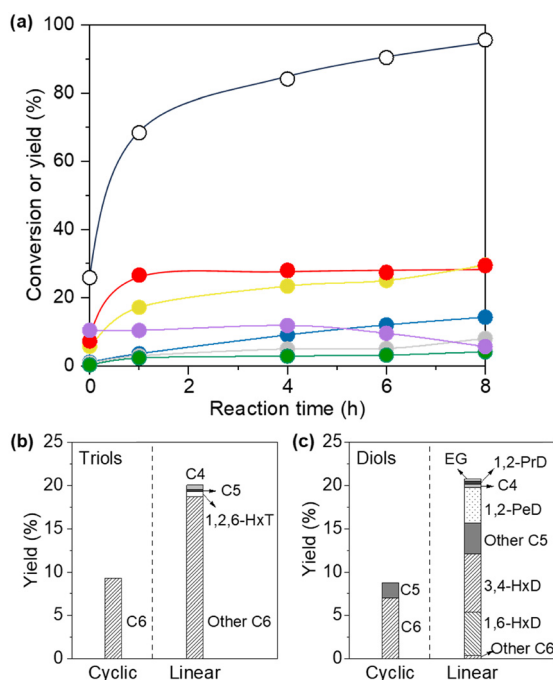 (a)
Conversion or yield (%)
100
80
60
40
20
0
0 2 4 6 8
Reaction time (h)
(b)
Yield (%)
25
20
15
10
5
0
Triols
C4
C5
1,2,6-HxT
C6
Other C6
Cyclic Linear
(c)
Yield (%)
25
20
15
10
5
0
Diols
EG
1,2-PrD
C4
1,2-PeD
Other C5
C5
3,4-HxD
C6
1,6-HxD
Other C6
Cyclic Linear